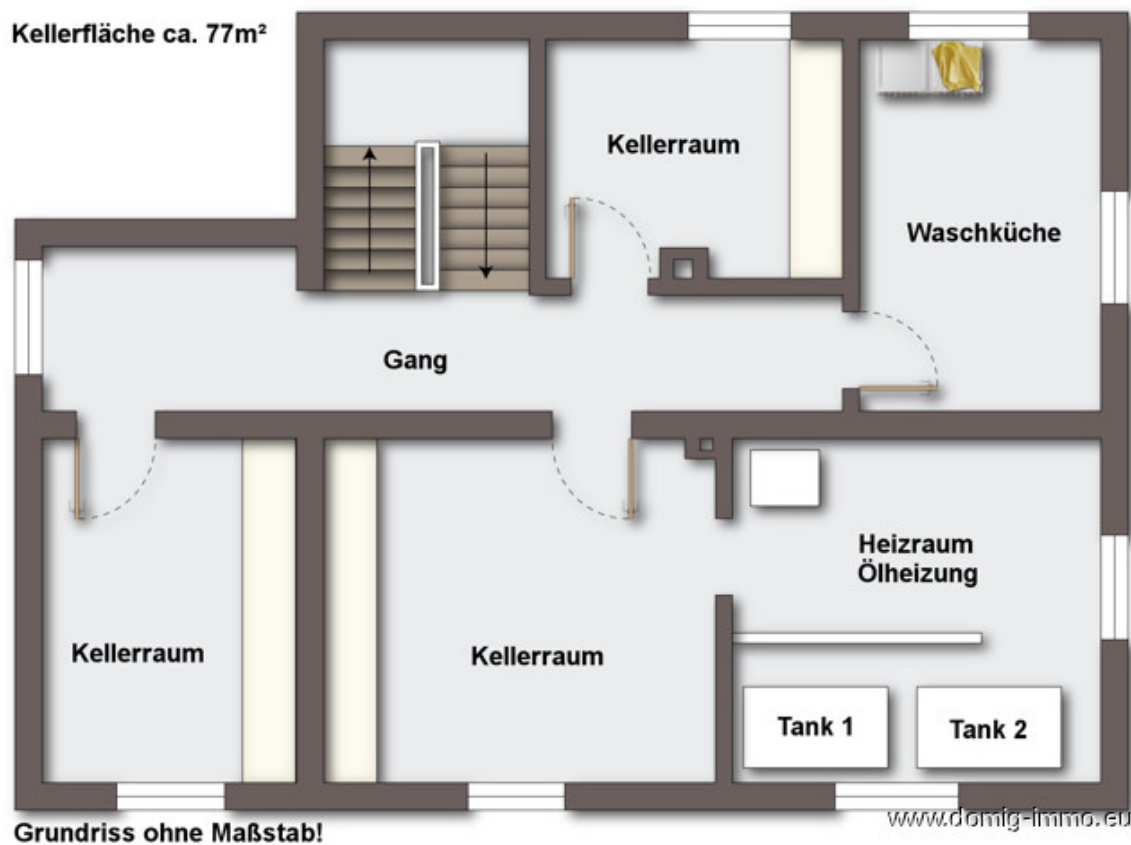 Kellerfläche ca. 77m²
Kellerraum
Waschküche
Gang
Heizraum
Ölheizung
Kellerraum
Kellerraum
Tank 1
Tank 2
www.domig-immo.eu
Grundriss ohne Maßstab!